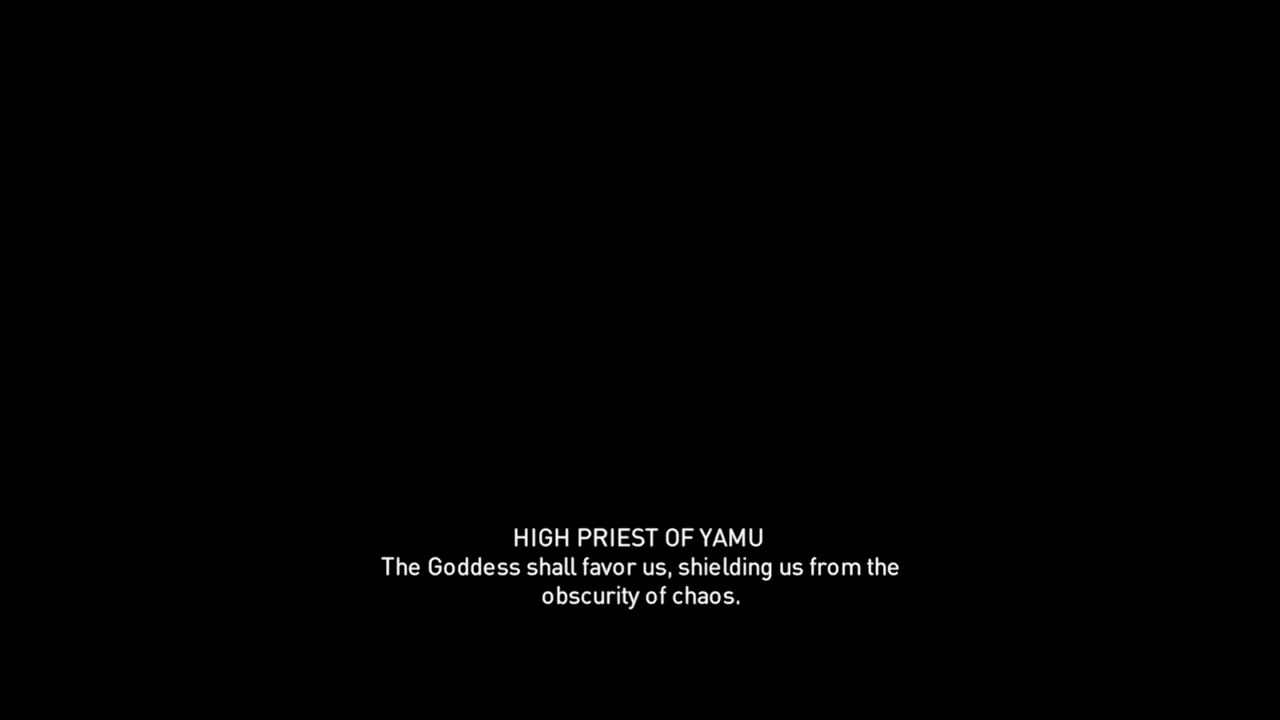 HIGH PRIEST OF YAMU
The Goddess shall favor us, shielding us from the
obscurity of chaos.